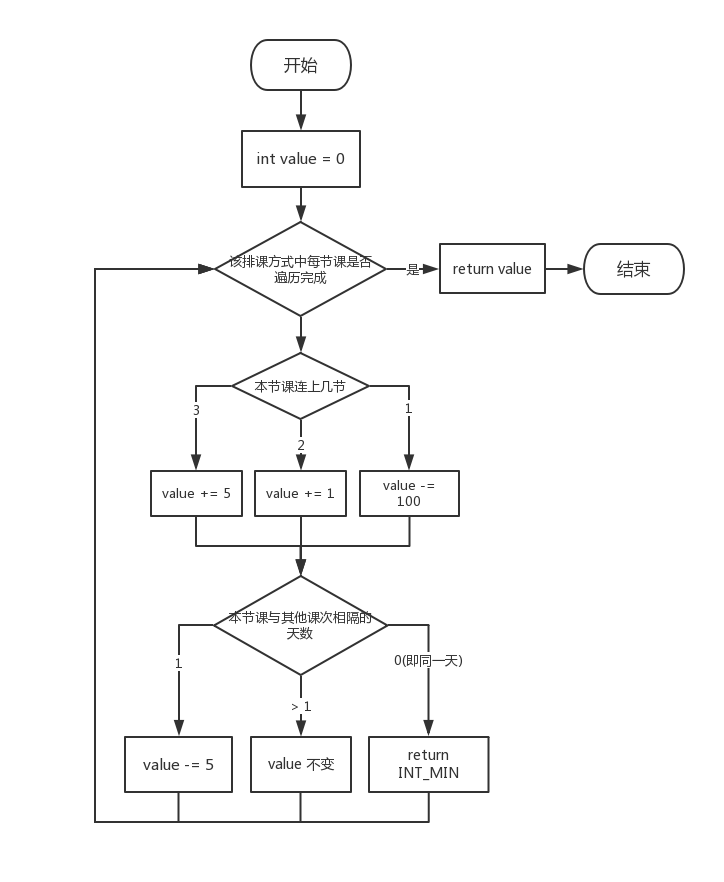 开始
int value = 0
该排课方式中每节课是否
遍历完成
是
return value
结束
本节课连上几节
3
2
1
value += 5
value += 1
value -=
100
本节课与其他课次相隔的
天数
1
> 1
0(即同一天)
value -= 5
value 不变
return
INT_MIN